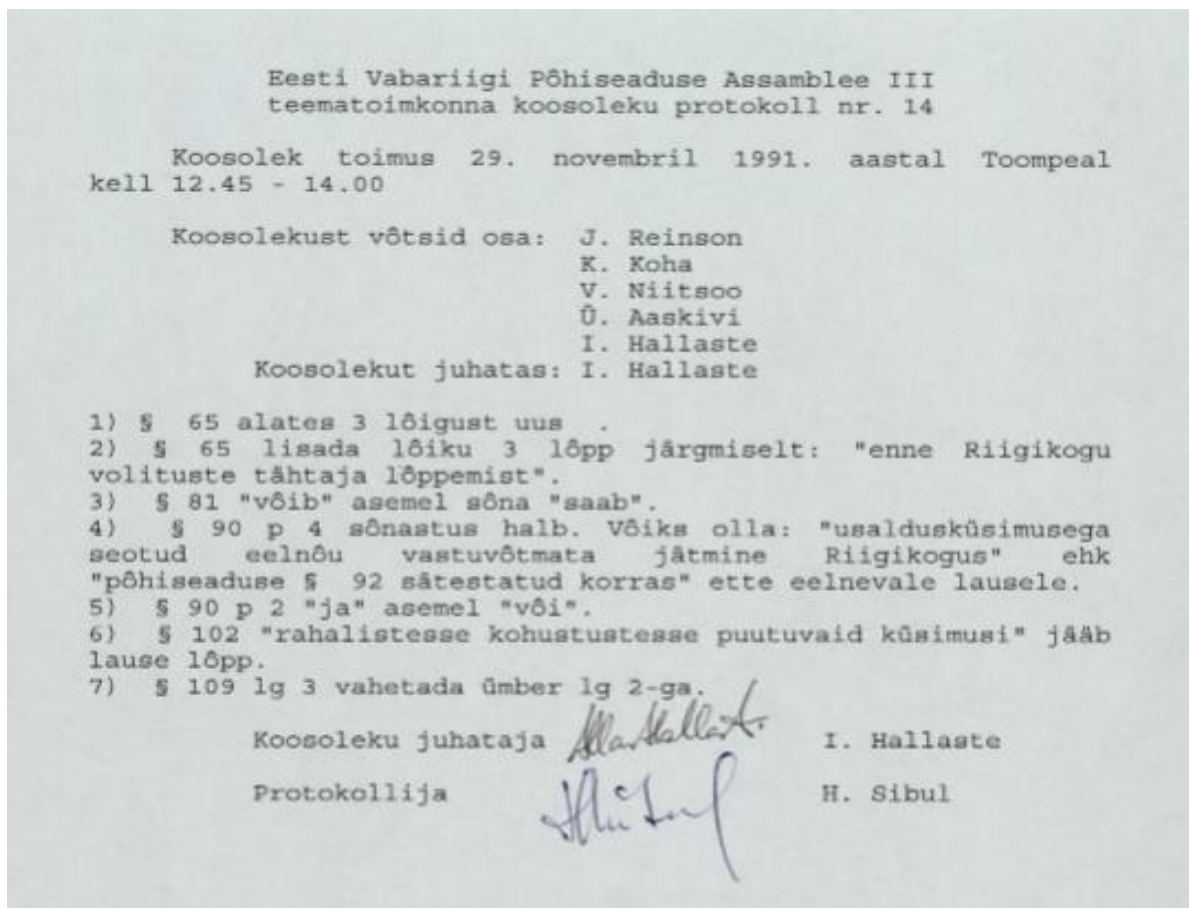 Eesti Vabariigi Põhiseaduse Assamblee III
teematoimkonna koosoleku protokoll nr. 14
Koosolek toimus 29. novembril 1991. aastal Toompeal
kell 12.45 - 14.00
Koosolekust võtsid osa: J. Reinson
K. Koha
V. Niitsoo
Ü. Aaskivi
I. Hallaste
Koosolekut juhatas: I. Hallaste
1) § 65 alates 3 lõigust uus .
2) § 65 lisada lõiku 3 lõpp järgmiselt: "enne Riigikogu
volituste tähtaja lõppemist".
3) § 81 "võib" asemel sõna "saab".
4) § 90 p 4 sõnastus halb. Võiks olla: "usaldusküsimusega
seotud eelnõu vastuvõtmata jätmine Riigikogus" ehk
"põhiseaduse § 92 sätestatud korras" ette eelnevale lausele.
5) § 90 p 2 "ja" asemel "või".
6) § 102 "rahalistesse kohustustesse puutuvaid küsimusi" jääb
lause lõpp.
7) § 109 lg 3 vahetada ümber lg 2-ga.
Koosoleku juhataja I. Hallaste
Protokollija H. Sibul